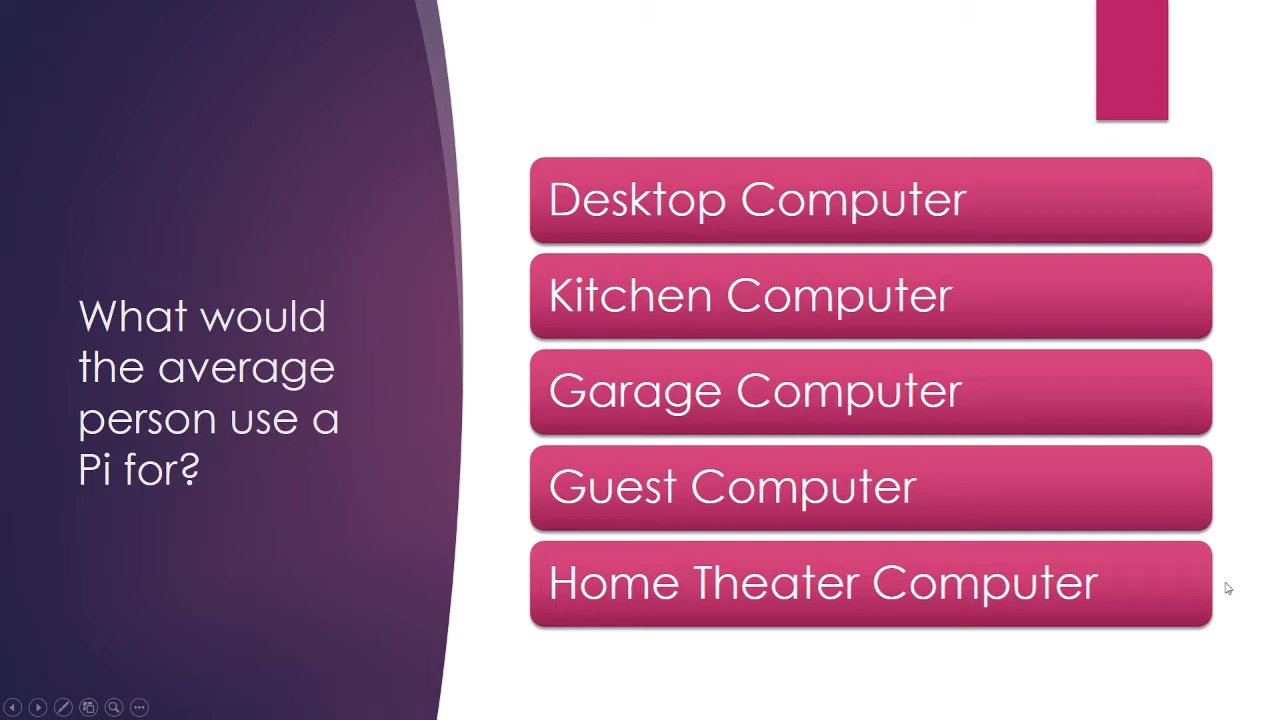 What would
the average
person use a
Pi for?
Desktop Computer
Kitchen Computer
Garage Computer
Guest Computer
Home Theater Computer